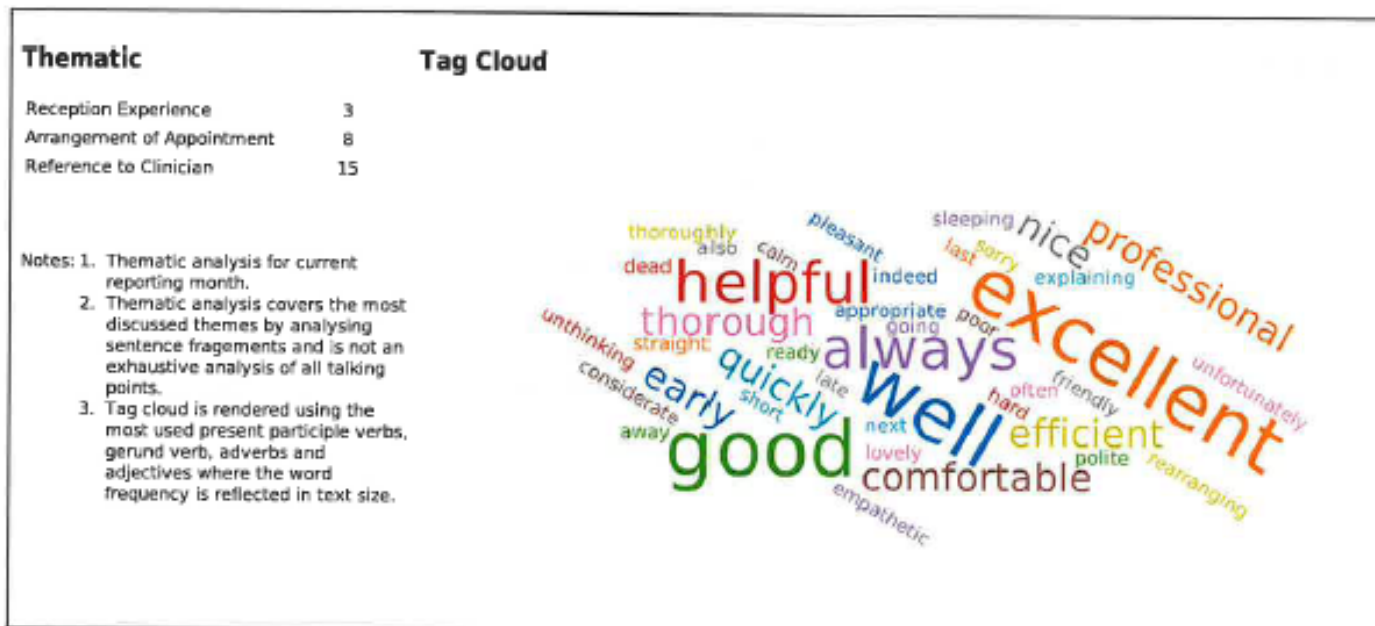 Thematic
Reception Experience 3
Arrangement of Appointment 8
Reference to Clinician 15
Notes: 1. Thematic analysis for current
reporting month.
2. Thematic analysis covers the most
discussed themes by analysing
sentence fragements and is not an
exhaustive analysis of all talking
points.
3. Tag cloud is rendered using the
most used present participle verbs,
gerund verb, adverbs and
adjectives where the word
frequency is reflected in text size.
Tag Cloud
thoroughly
also
calm
pleasant
sleeping
nice
professional
last
sorry
dead
helpful
indeed
explaining
excellent
thorough
appropriate
going
poor
unthinking
straight
quickly
ready
always
late
well
unfortunately
considerate
early
short
hard
often
friendly
away
good
next
efficient
lovely
polite
comfortable
rearranging
empathetic